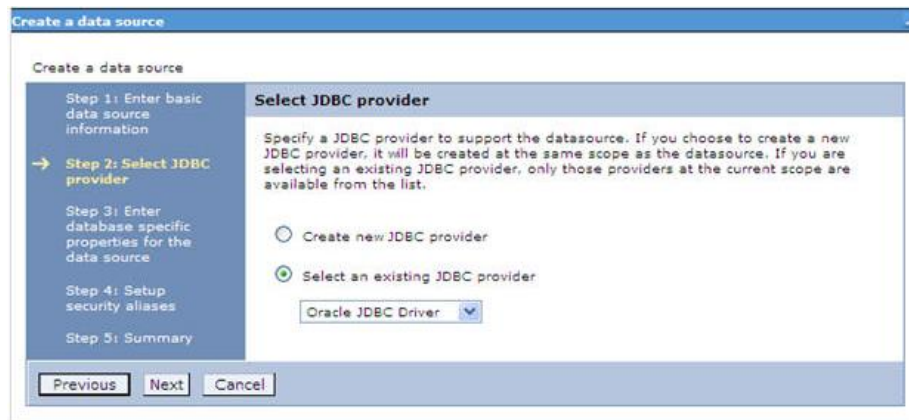 Create a data source
Create a data source
Step 1: Enter basic
data source
information
Step 2: Select JDBC
provider
Step 3: Enter
database specific
properties for the
data source
Step 4: Setup
security aliases
Step 5: Summary
Select JDBC provider
Specify a JDBC provider to support the datasource. If you choose to create a new
JDBC provider, it will be created at the same scope as the datasource. If you are
selecting an existing JDBC provider, only those providers at the current scope are
available from the list.
Create new JDBC provider
Select an existing JDBC provider
Oracle JDBC Driver
Previous Next Cancel